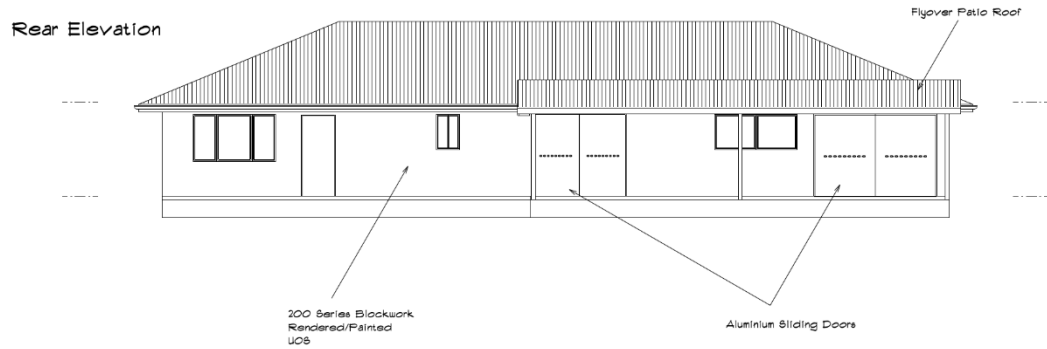 Rear Elevation
Flyover Patio Roof
200 Series Blockwork
Rendered/Painted
UOS
Aluminium Sliding Doors